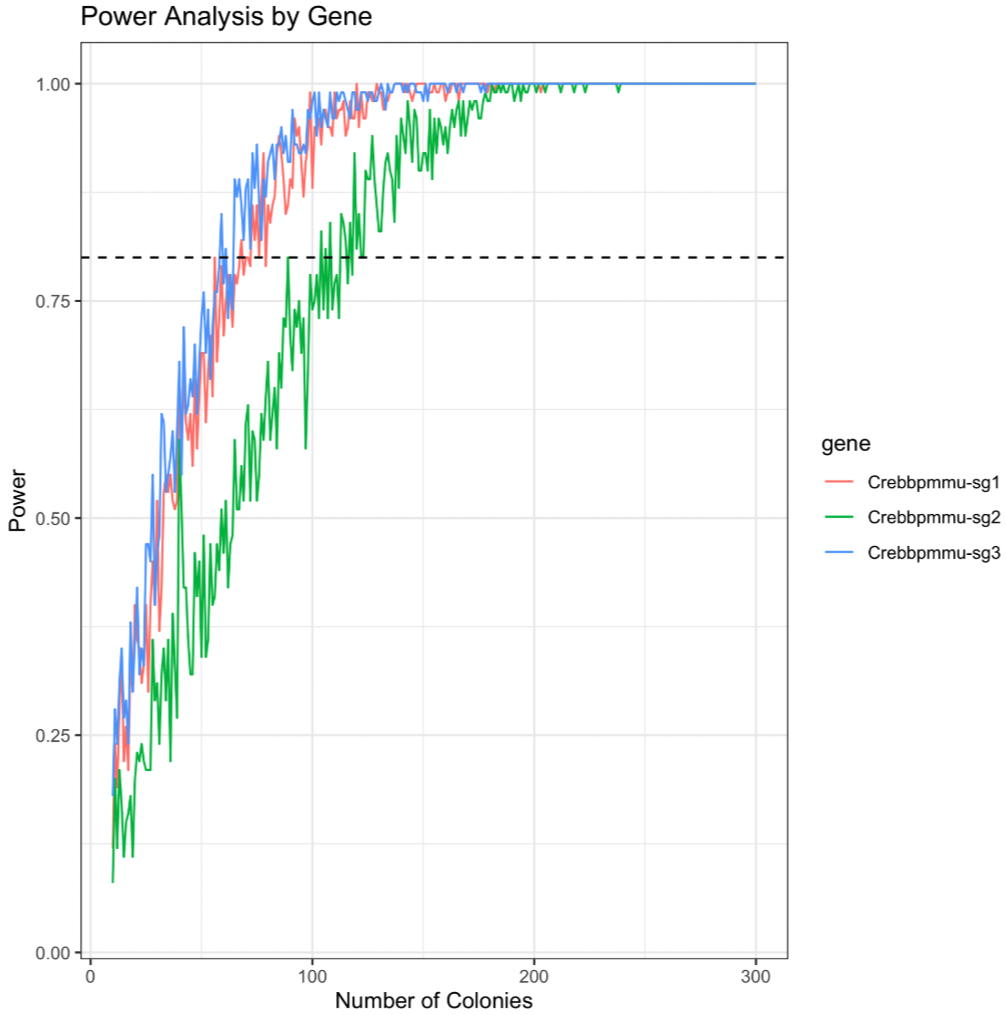 Power Analysis by Gene
1.00
0.75
0.50
0.25
0.00
Power
0
100
200
300
Number of Colonies
gene
Crebbpmmu-sg1
Crebbpmmu-sg2
Crebbpmmu-sg3